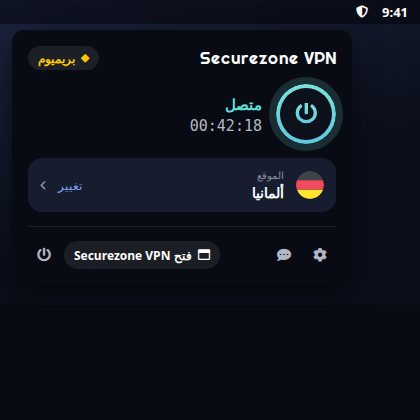 9:41
Securezone VPN
بريميوم
متصل
00:42:18
الموقع
ألمانيا
تغيير
فتح Securezone VPN